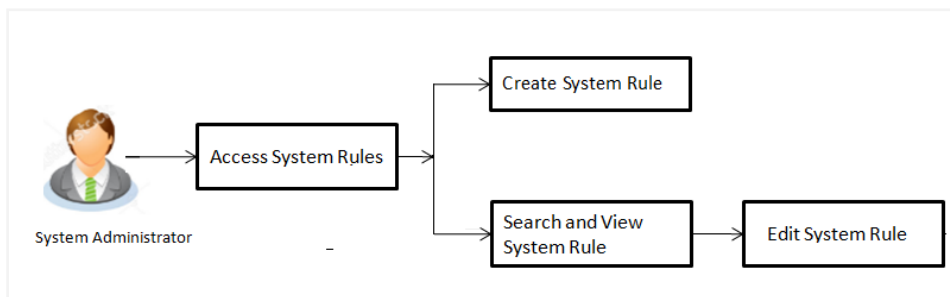 Create System Rule
Access System Rules
System Administrator
Search and View
System Rule
Edit System Rule